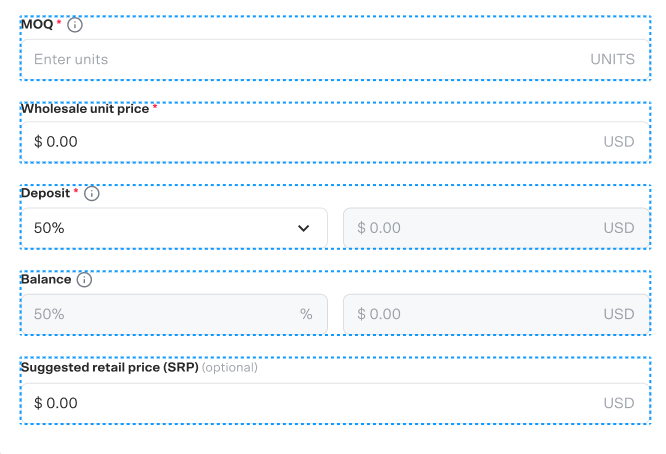 MOQ *
Enter units UNITS
Wholesale unit price *
$ 0.00 USD
Deposit *
50% $ 0.00 USD
Balance
50% % $ 0.00 USD
Suggested retail price (SRP) (optional)
$ 0.00 USD